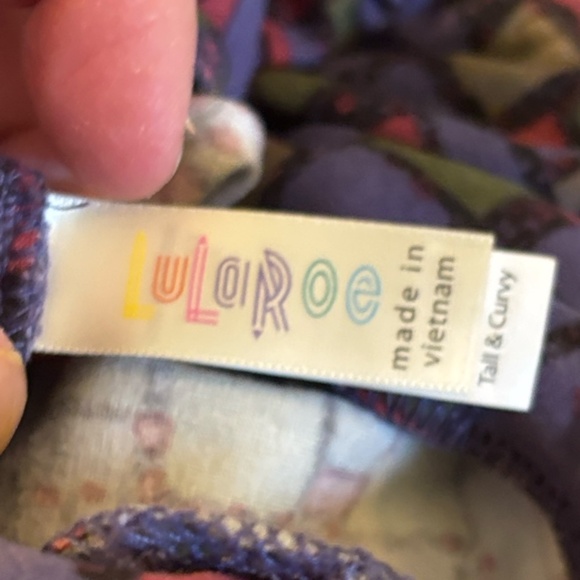 LuLaRoe
made in
vietnam
Tall & Curvy